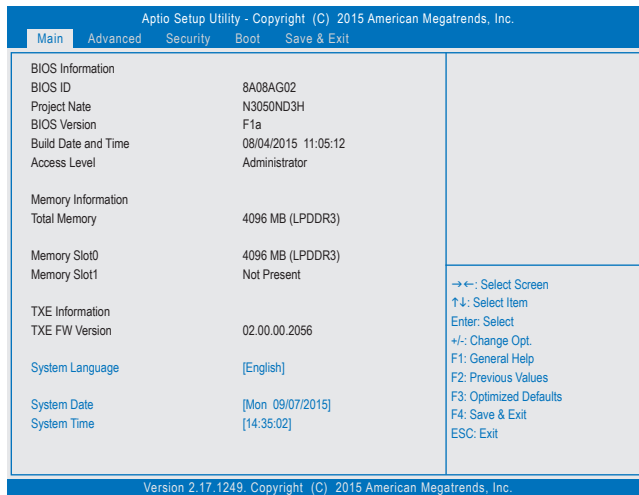 Aptio Setup Utility - Copyright (C) 2015 American Megatrends, Inc.
Main Advanced Security Boot Save & Exit
BIOS Information
BIOS ID 8A08AG02
Project Nate N3050ND3H
BIOS Version F1a
Build Date and Time 08/04/2015 11:05:12
Access Level Administrator
Memory Information
Total Memory 4096 MB (LPDDR3)
Memory Slot0 4096 MB (LPDDR3)
Memory Slot1 Not Present
TXE Information
TXE FW Version 02.00.00.2056
System Language [English]
System Date [Mon 09/07/2015]
System Time [14:35:02]
→←: Select Screen
↑↓: Select Item
Enter: Select
+/-: Change Opt.
F1: General Help
F2: Previous Values
F3: Optimized Defaults
F4: Save & Exit
ESC: Exit
Version 2.17.1249. Copyright (C) 2015 American Megatrends, Inc.